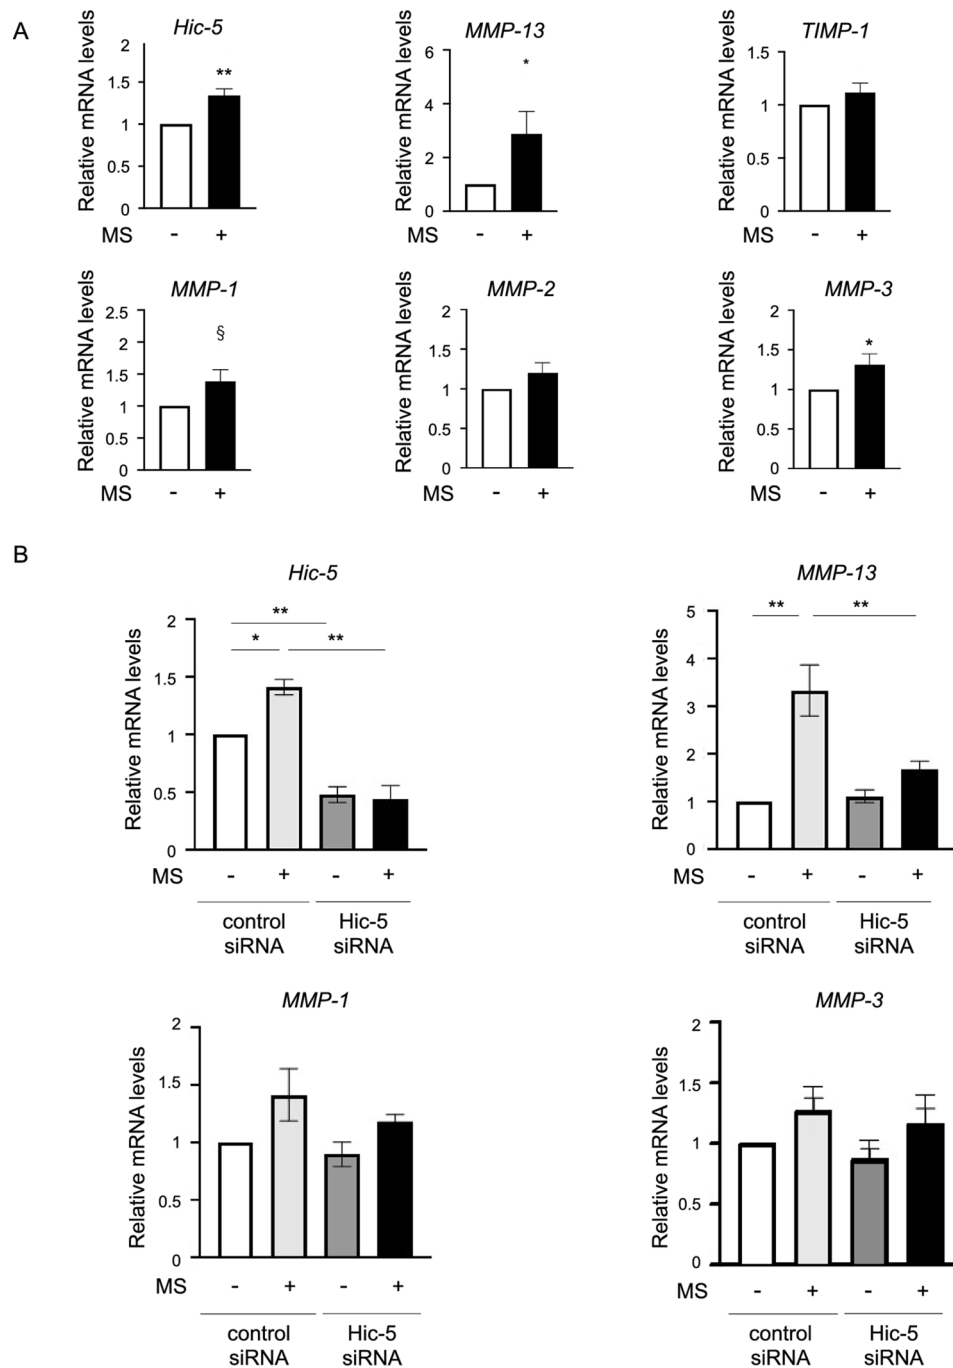 A
Hic-5
Relative mRNA levels
2
1.5
1
0.5
0
**
MS - +
MMP-13
Relative mRNA levels
6
4
2
0
*
MS - +
TIMP-1
Relative mRNA levels
1.5
1
0.5
0
MS - +
MMP-1
Relative mRNA levels
2.5
2
1.5
1
0.5
0
§
MS - +
MMP-2
Relative mRNA levels
2
1.5
1
0.5
0
MS - +
MMP-3
Relative mRNA levels
2
1.5
1
0.5
0
*
MS - +
B
Hic-5
Relative mRNA levels
2
1.5
1
0.5
0
**
* **
MS - + - +
control siRNA
Hic-5 siRNA
MMP-13
Relative mRNA levels
5
4
3
2
1
0
** **
MS - + - +
control siRNA
Hic-5 siRNA
MMP-1
Relative mRNA levels
2
1.5
1
0.5
0
MS - + - +
control siRNA
Hic-5 siRNA
MMP-3
Relative mRNA levels
2
1.5
1
0.5
0
MS - + - +
control siRNA
Hic-5 siRNA